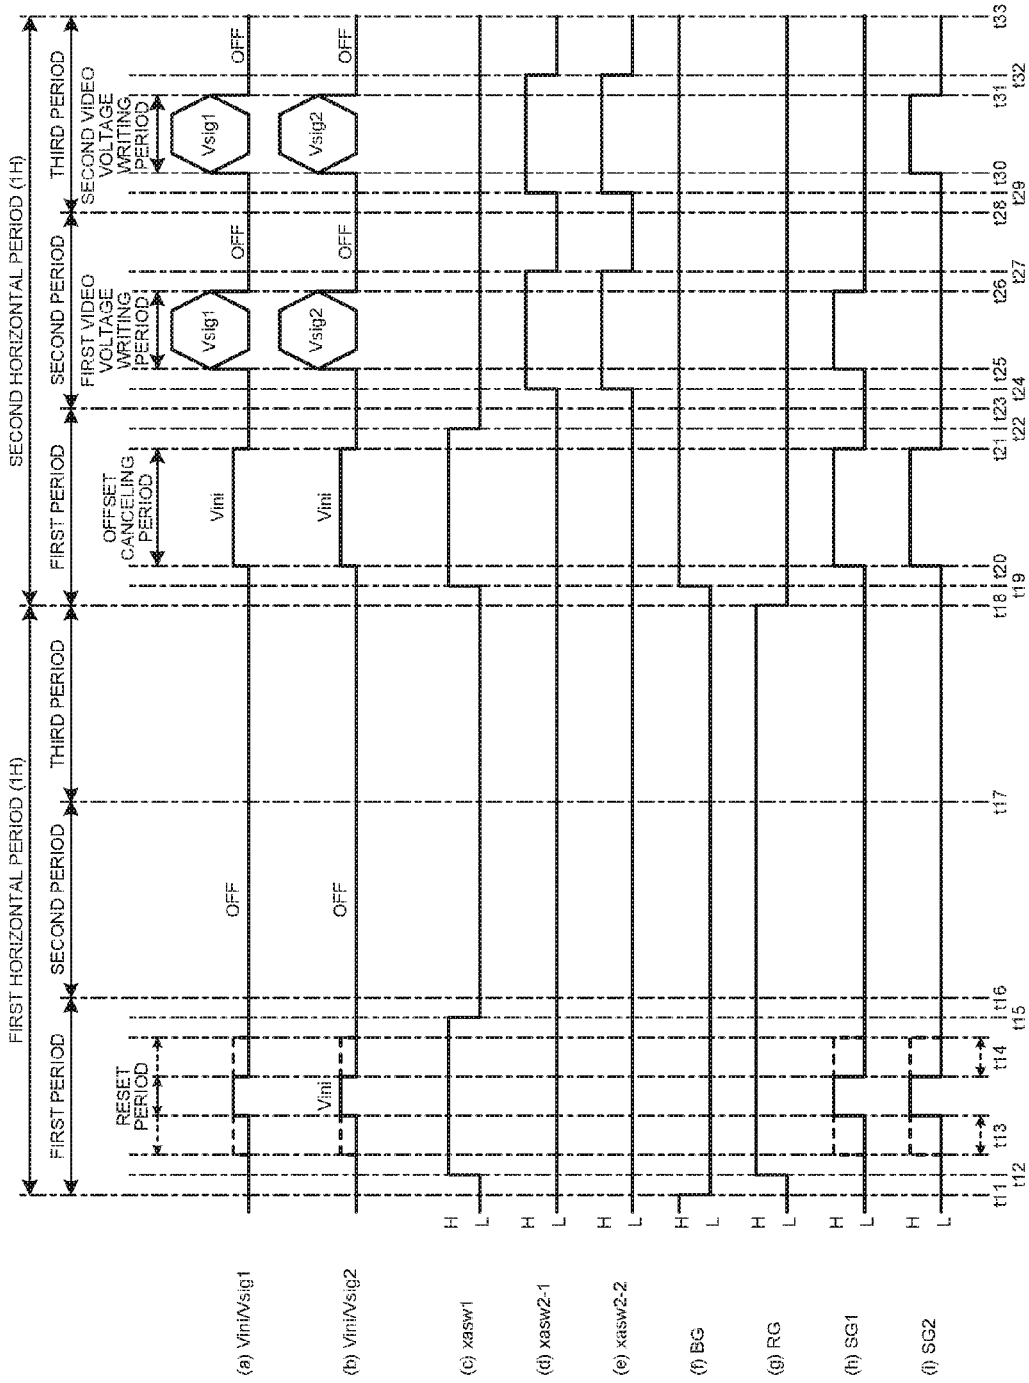 FIRST HORIZONTAL PERIOD (1H)
SECOND HORIZONTAL PERIOD (1H)
FIRST PERIOD
SECOND PERIOD
THIRD PERIOD
FIRST PERIOD
SECOND PERIOD
THIRD PERIOD
RESET
PERIOD
OFFSET
CANCELING
PERIOD
FIRST VIDEO
VOLTAGE
WRITING
PERIOD
SECOND VIDEO
VOLTAGE
WRITING
PERIOD
(a) Vini/Vsig1
OFF
Vini
Vsig1
OFF
Vsig1
OFF
(b) Vini/Vsig2
Vini
OFF
Vini
Vsig2
OFF
Vsig2
OFF
(c) xasw1
H
L
(d) xasw2-1
H
L
(e) xasw2-2
H
L
(f) BG
H
L
(g) RG
H
L
(h) SG1
H
L
(i) SG2
H
L
t11
t12
t13
t14
t15
t16
t17
t18
t19
t20
t21
t22
t23
t24
t25
t26
t27
t28
t29
t30
t31
t32
t33